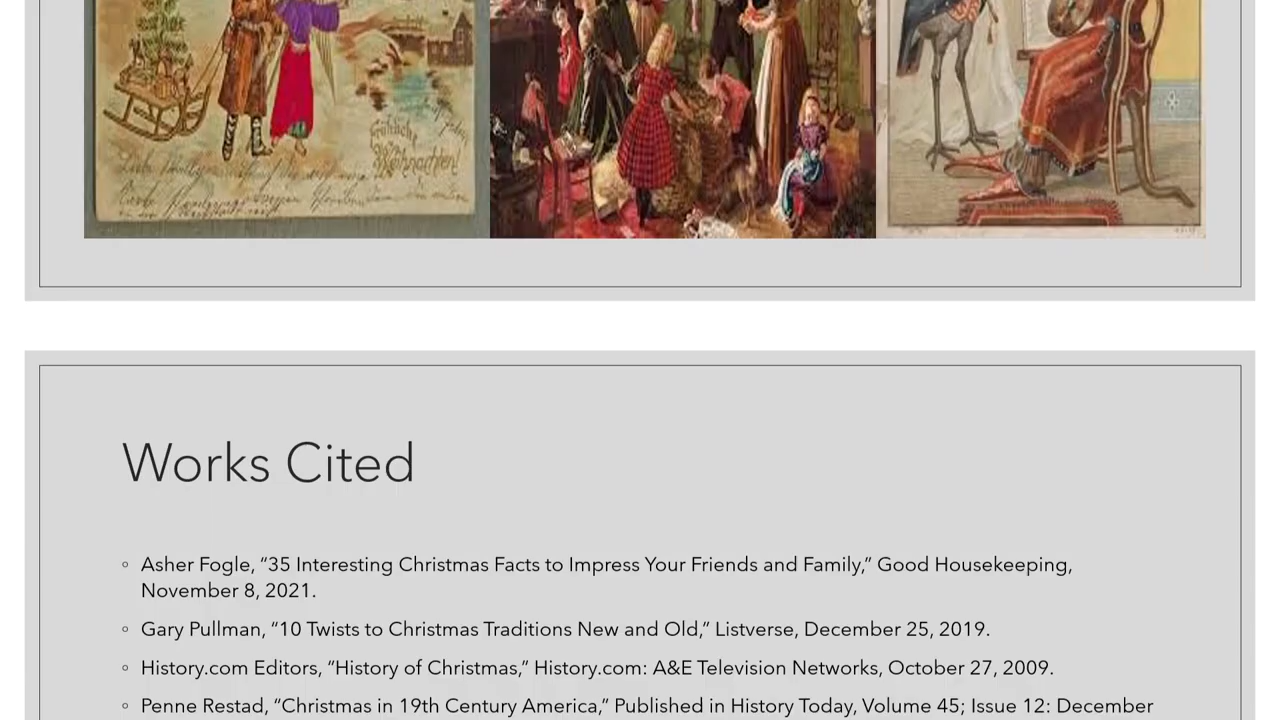 Fröhliche
Weihnachten!
Works Cited
◦ Asher Fogle, “35 Interesting Christmas Facts to Impress Your Friends and Family,” Good Housekeeping,
November 8, 2021.
◦ Gary Pullman, “10 Twists to Christmas Traditions New and Old,” Listverse, December 25, 2019.
◦ History.com Editors, “History of Christmas,” History.com: A&E Television Networks, October 27, 2009.
◦ Penne Restad, “Christmas in 19th Century America,” Published in History Today, Volume 45; Issue 12: December